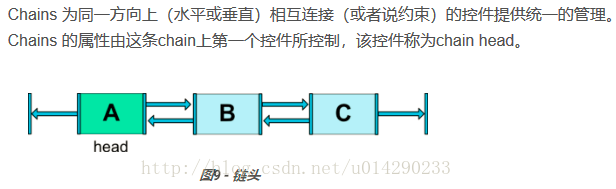 Chains 为同一方向上（水平或垂直）相互连接（或者说约束）的控件提供统一的管理。
Chains 的属性由这条chain上第一个控件所控制，该控件称为chain head。
A B C
head
http://blog.csdn.net/u014290233
图9 - 链头